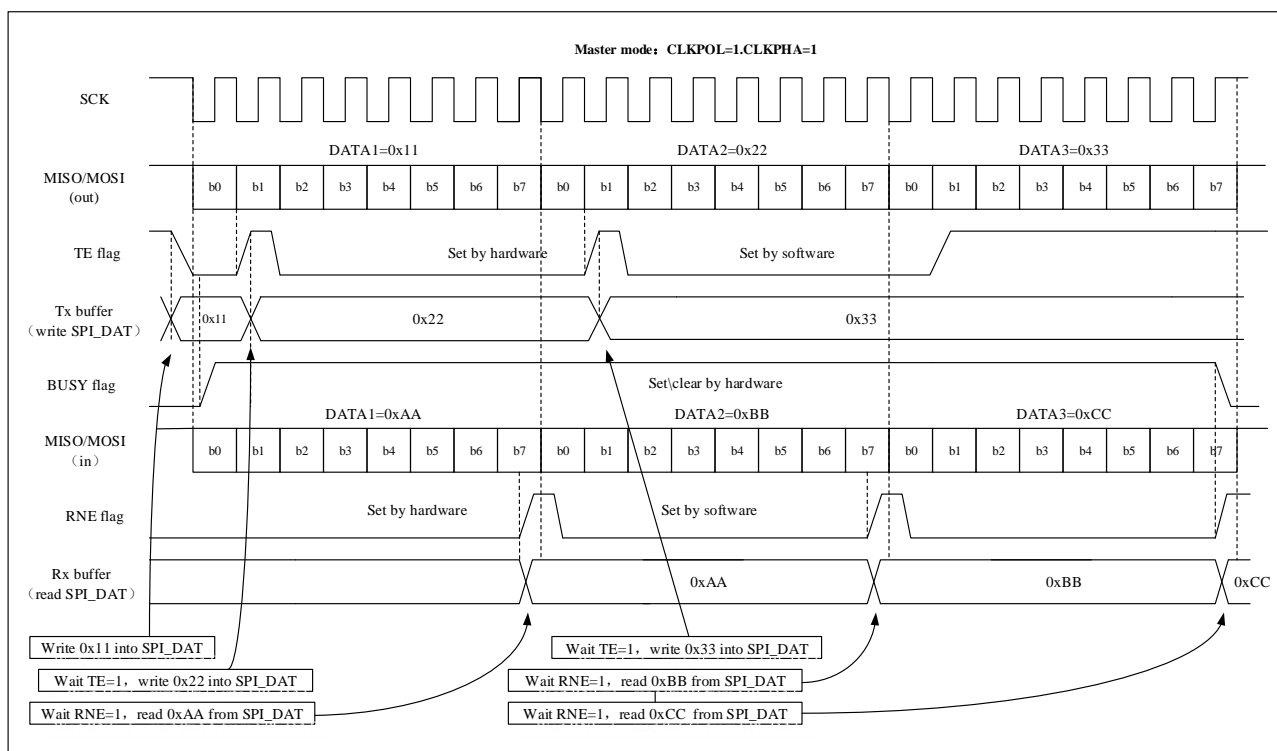 Master mode：CLKPOL=1.CLKPHA=1
SCK
DATA1=0x11 DATA2=0x22 DATA3=0x33
MISO/MOSI
(out)
b0 b1 b2 b3 b4 b5 b6 b7 b0 b1 b2 b3 b4 b5 b6 b7 b0 b1 b2 b3 b4 b5 b6 b7
TE flag
Set by hardware Set by software
Tx buffer
（write SPI_DAT）
0x11 0x22 0x33
BUSY flag
Set\clear by hardware
DATA1=0xAA DATA2=0xBB DATA3=0xCC
MISO/MOSI
（in）
b0 b1 b2 b3 b4 b5 b6 b7 b0 b1 b2 b3 b4 b5 b6 b7 b0 b1 b2 b3 b4 b5 b6 b7
RNE flag
Set by hardware Set by software
Rx buffer
（read SPI_DAT）
0xAA 0xBB 0xCC
Write 0x11 into SPI_DAT
Wait TE=1，write 0x33 into SPI_DAT
Wait TE=1，write 0x22 into SPI_DAT
Wait RNE=1，read 0xBB from SPI_DAT
Wait RNE=1，read 0xAA from SPI_DAT
Wait RNE=1，read 0xCC from SPI_DAT